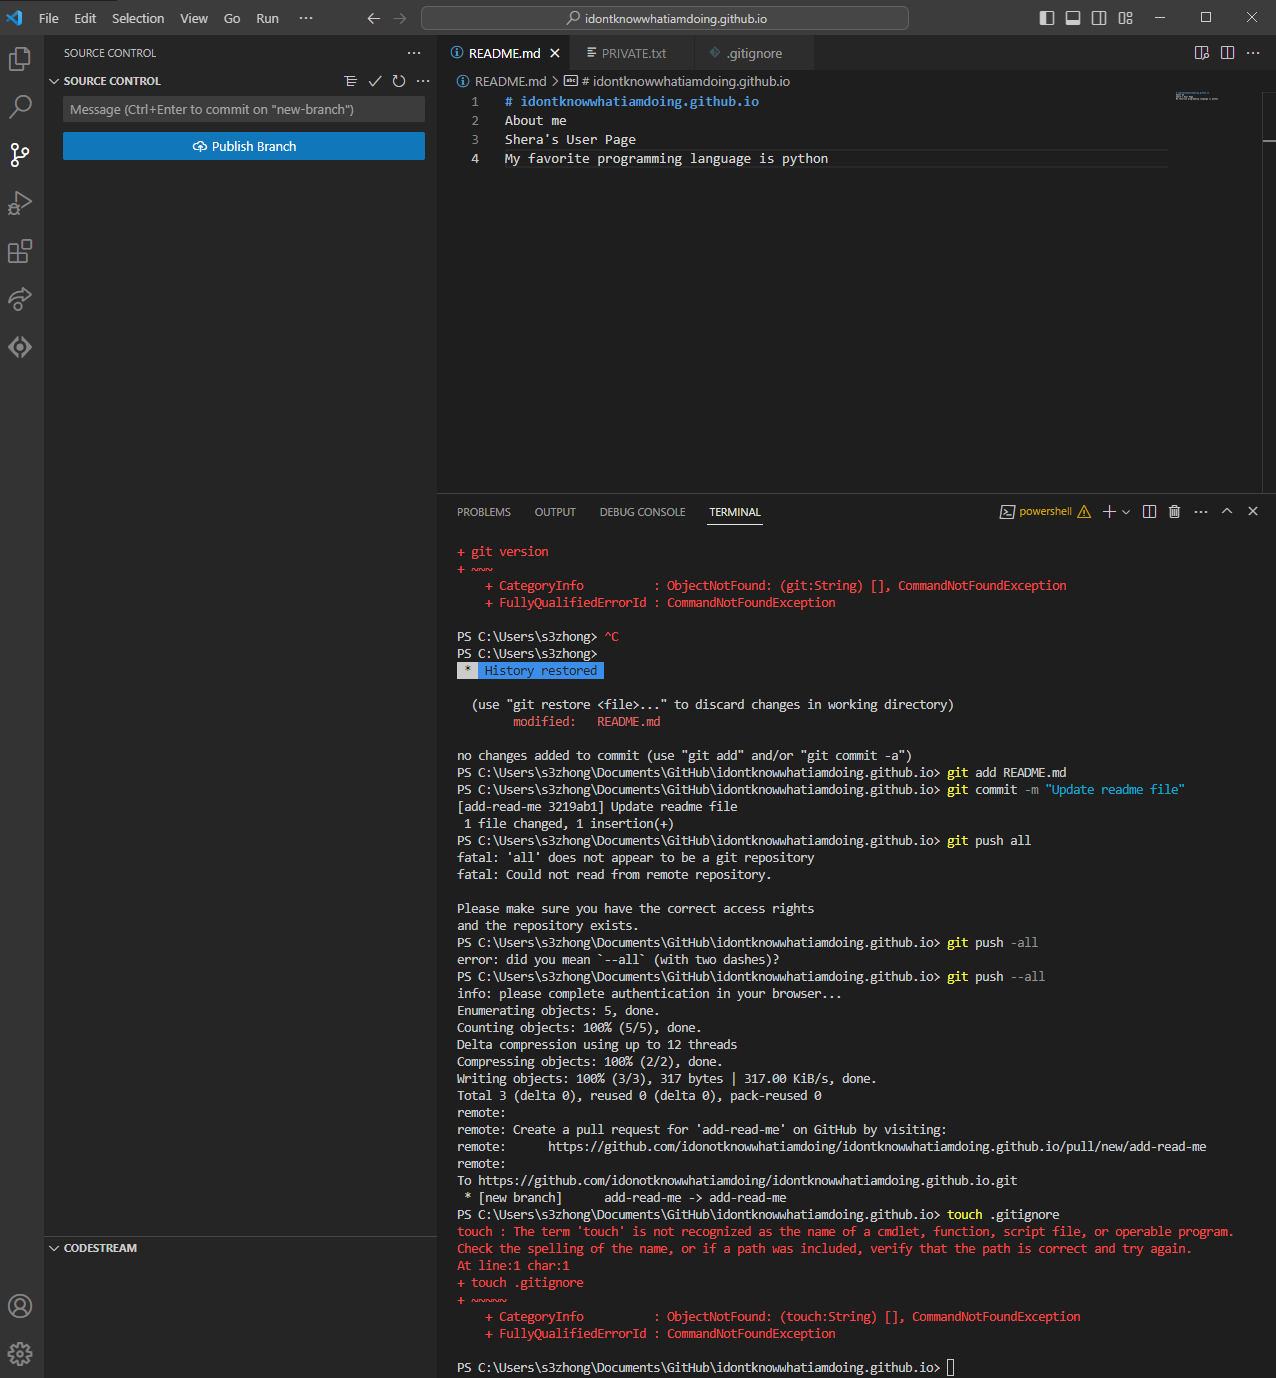 File Edit Selection View Go Run ···
idontknowwhatiamdoing.github.io
SOURCE CONTROL
SOURCE CONTROL
Message (Ctrl+Enter to commit on "new-branch")
Publish Branch
README.md
PRIVATE.txt
.gitignore
README.md > # idontknowwhatiamdoing.github.io
1 # idontknowwhatiamdoing.github.io
2 About me
3 Shera's User Page
4 My favorite programming language is python
PROBLEMS OUTPUT DEBUG CONSOLE TERMINAL
powershell
+ git version
+ ~~~
+ CategoryInfo : ObjectNotFound: (git:String) [], CommandNotFoundException
+ FullyQualifiedErrorId : CommandNotFoundException
PS C:\Users\s3zhong> ^C
PS C:\Users\s3zhong>
* History restored
(use "git restore <file>..." to discard changes in working directory)
modified: README.md
no changes added to commit (use "git add" and/or "git commit -a")
PS C:\Users\s3zhong\Documents\GitHub\idontknowwhatiamdoing.github.io> git add README.md
PS C:\Users\s3zhong\Documents\GitHub\idontknowwhatiamdoing.github.io> git commit -m "Update readme file"
[add-read-me 3219ab1] Update readme file
1 file changed, 1 insertion(+)
PS C:\Users\s3zhong\Documents\GitHub\idontknowwhatiamdoing.github.io> git push all
fatal: 'all' does not appear to be a git repository
fatal: Could not read from remote repository.
Please make sure you have the correct access rights
and the repository exists.
PS C:\Users\s3zhong\Documents\GitHub\idontknowwhatiamdoing.github.io> git push -all
error: did you mean `--all` (with two dashes)?
PS C:\Users\s3zhong\Documents\GitHub\idontknowwhatiamdoing.github.io> git push --all
info: please complete authentication in your browser...
Enumerating objects: 5, done.
Counting objects: 100% (5/5), done.
Delta compression using up to 12 threads
Compressing objects: 100% (2/2), done.
Writing objects: 100% (3/3), 317 bytes | 317.00 KiB/s, done.
Total 3 (delta 0), reused 0 (delta 0), pack-reused 0
remote:
remote: Create a pull request for 'add-read-me' on GitHub by visiting:
remote: https://github.com/idonotknowwhatiamdoing/idontknowwhatiamdoing.github.io/pull/new/add-read-me
remote:
To https://github.com/idonotknowwhatiamdoing/idontknowwhatiamdoing.github.io.git
* [new branch] add-read-me -> add-read-me
PS C:\Users\s3zhong\Documents\GitHub\idontknowwhatiamdoing.github.io> touch .gitignore
touch : The term 'touch' is not recognized as the name of a cmdlet, function, script file, or operable program.
Check the spelling of the name, or if a path was included, verify that the path is correct and try again.
At line:1 char:1
+ touch .gitignore
+ ~~~~~
+ CategoryInfo : ObjectNotFound: (touch:String) [], CommandNotFoundException
+ FullyQualifiedErrorId : CommandNotFoundException
PS C:\Users\s3zhong\Documents\GitHub\idontknowwhatiamdoing.github.io>
CODESTREAM